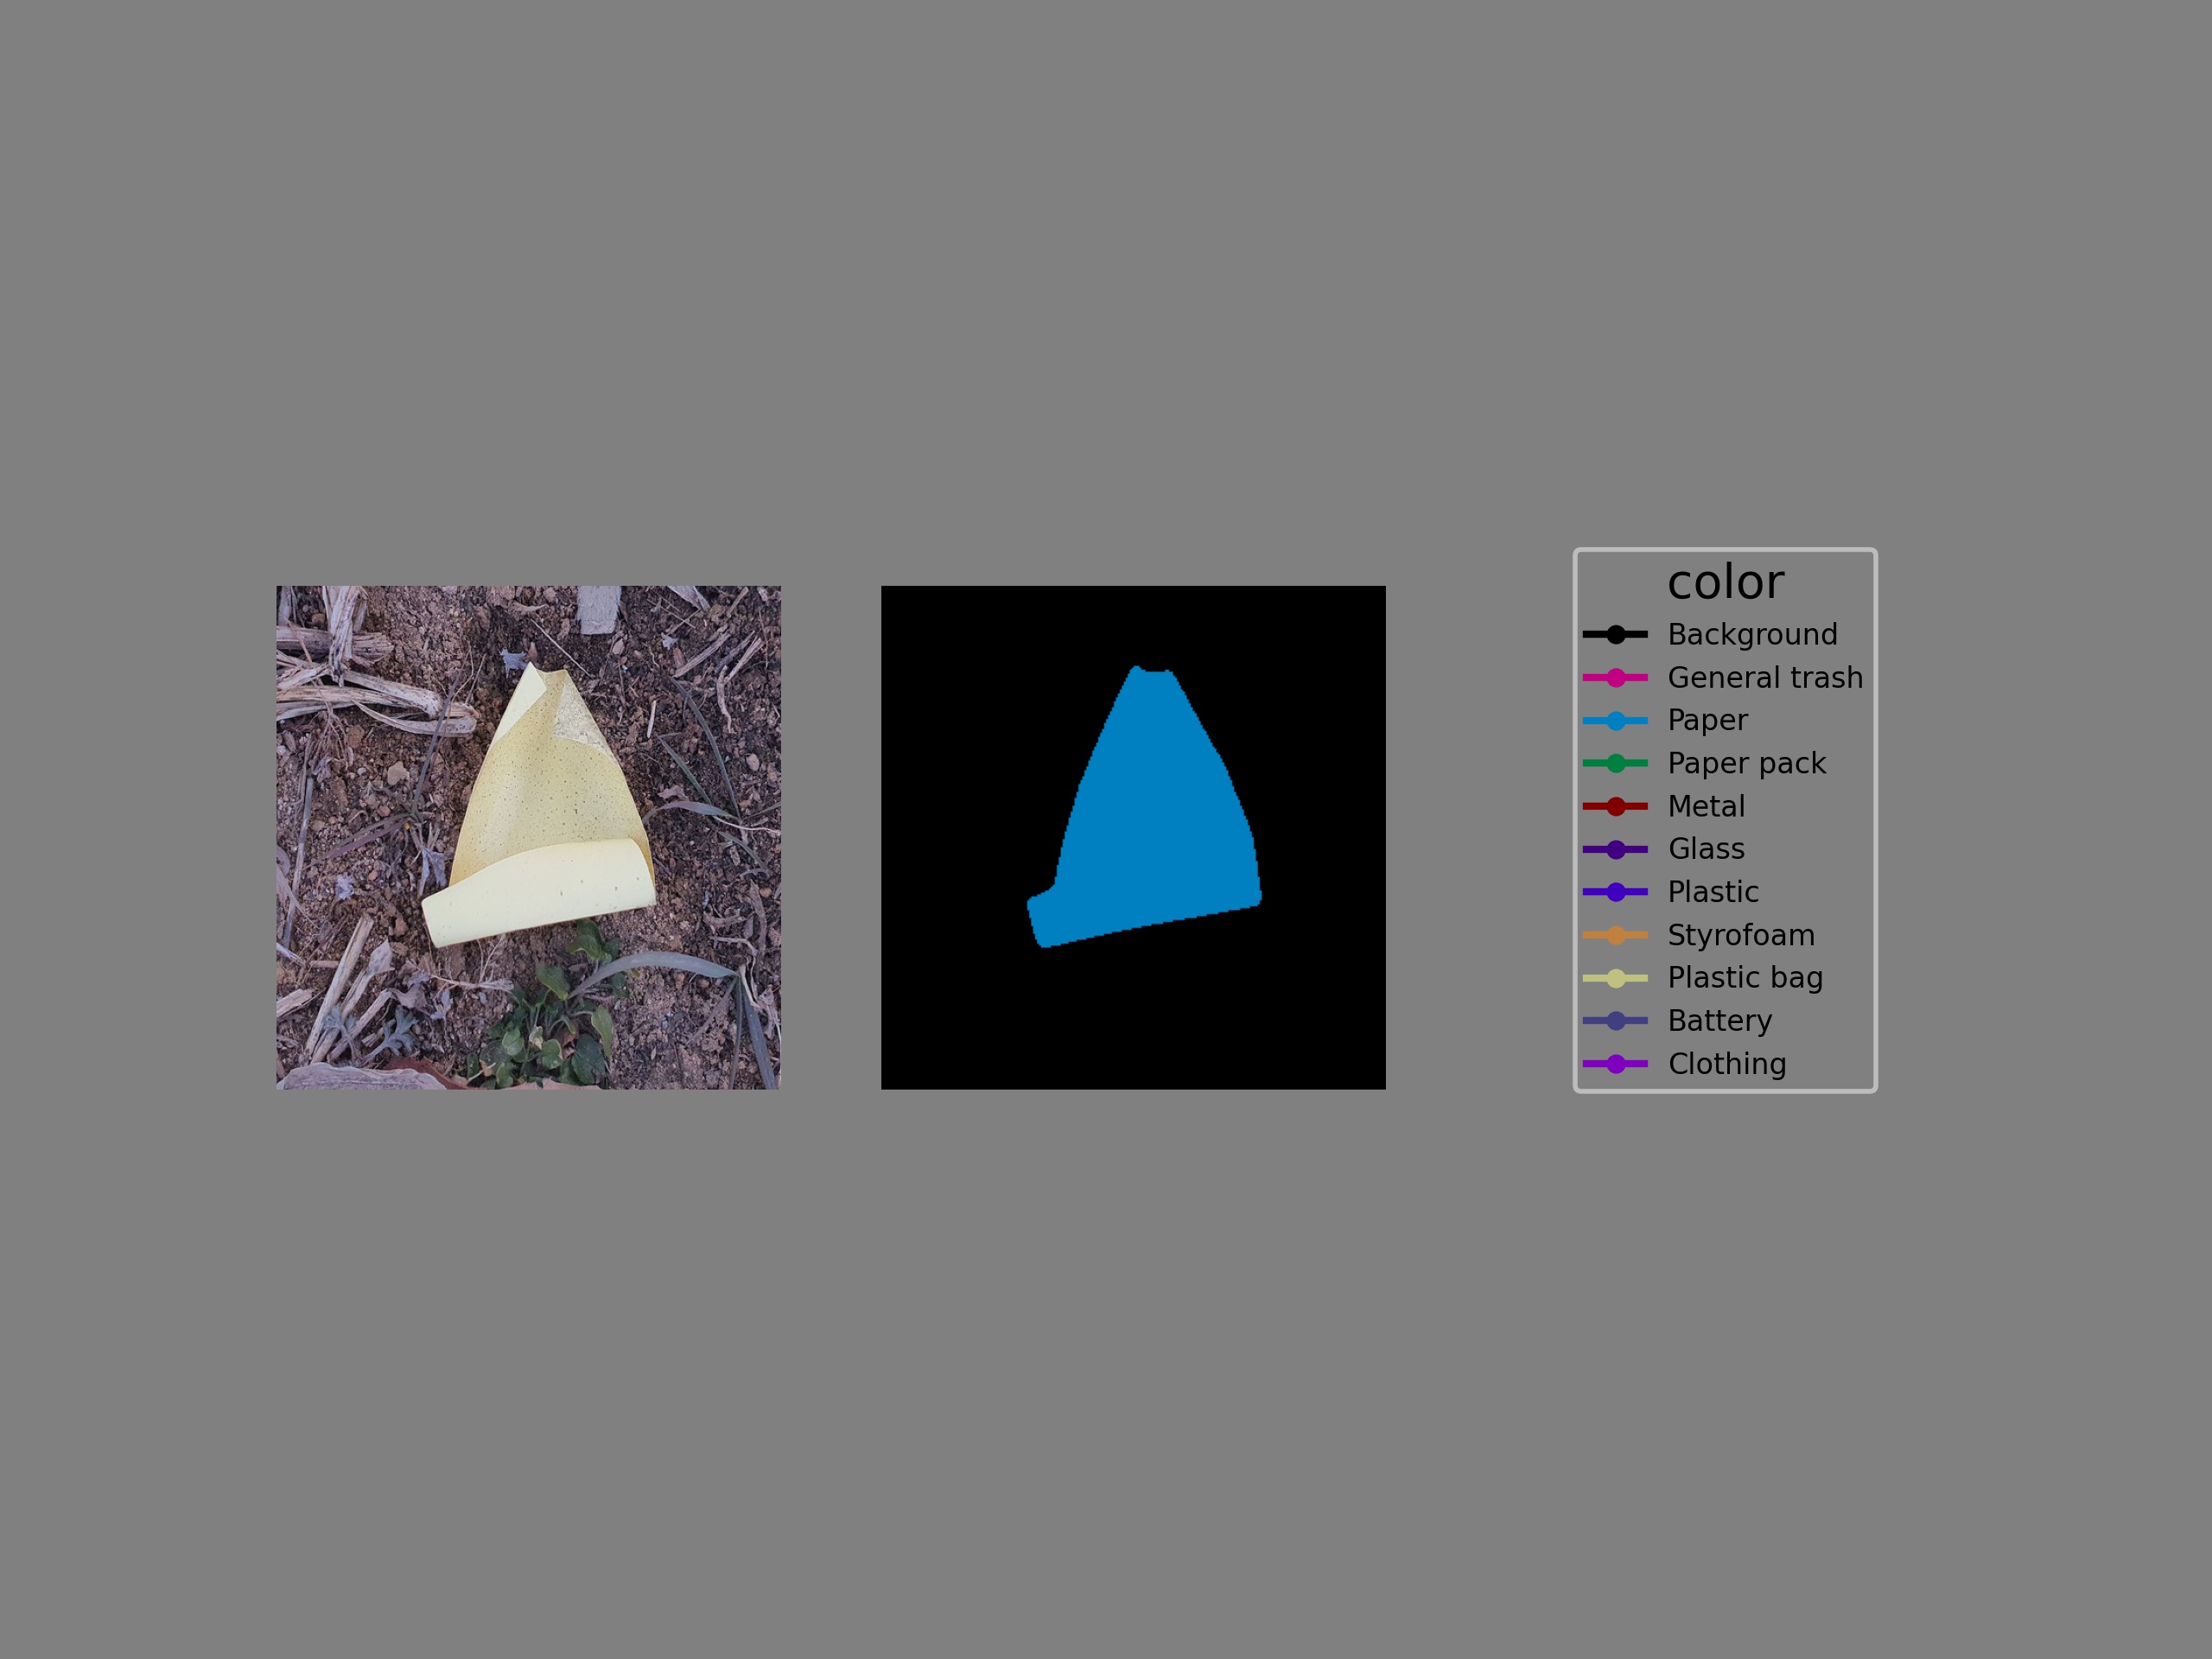 color
Background
General trash
Paper
Paper pack
Metal
Glass
Plastic
Styrofoam
Plastic bag
Battery
Clothing